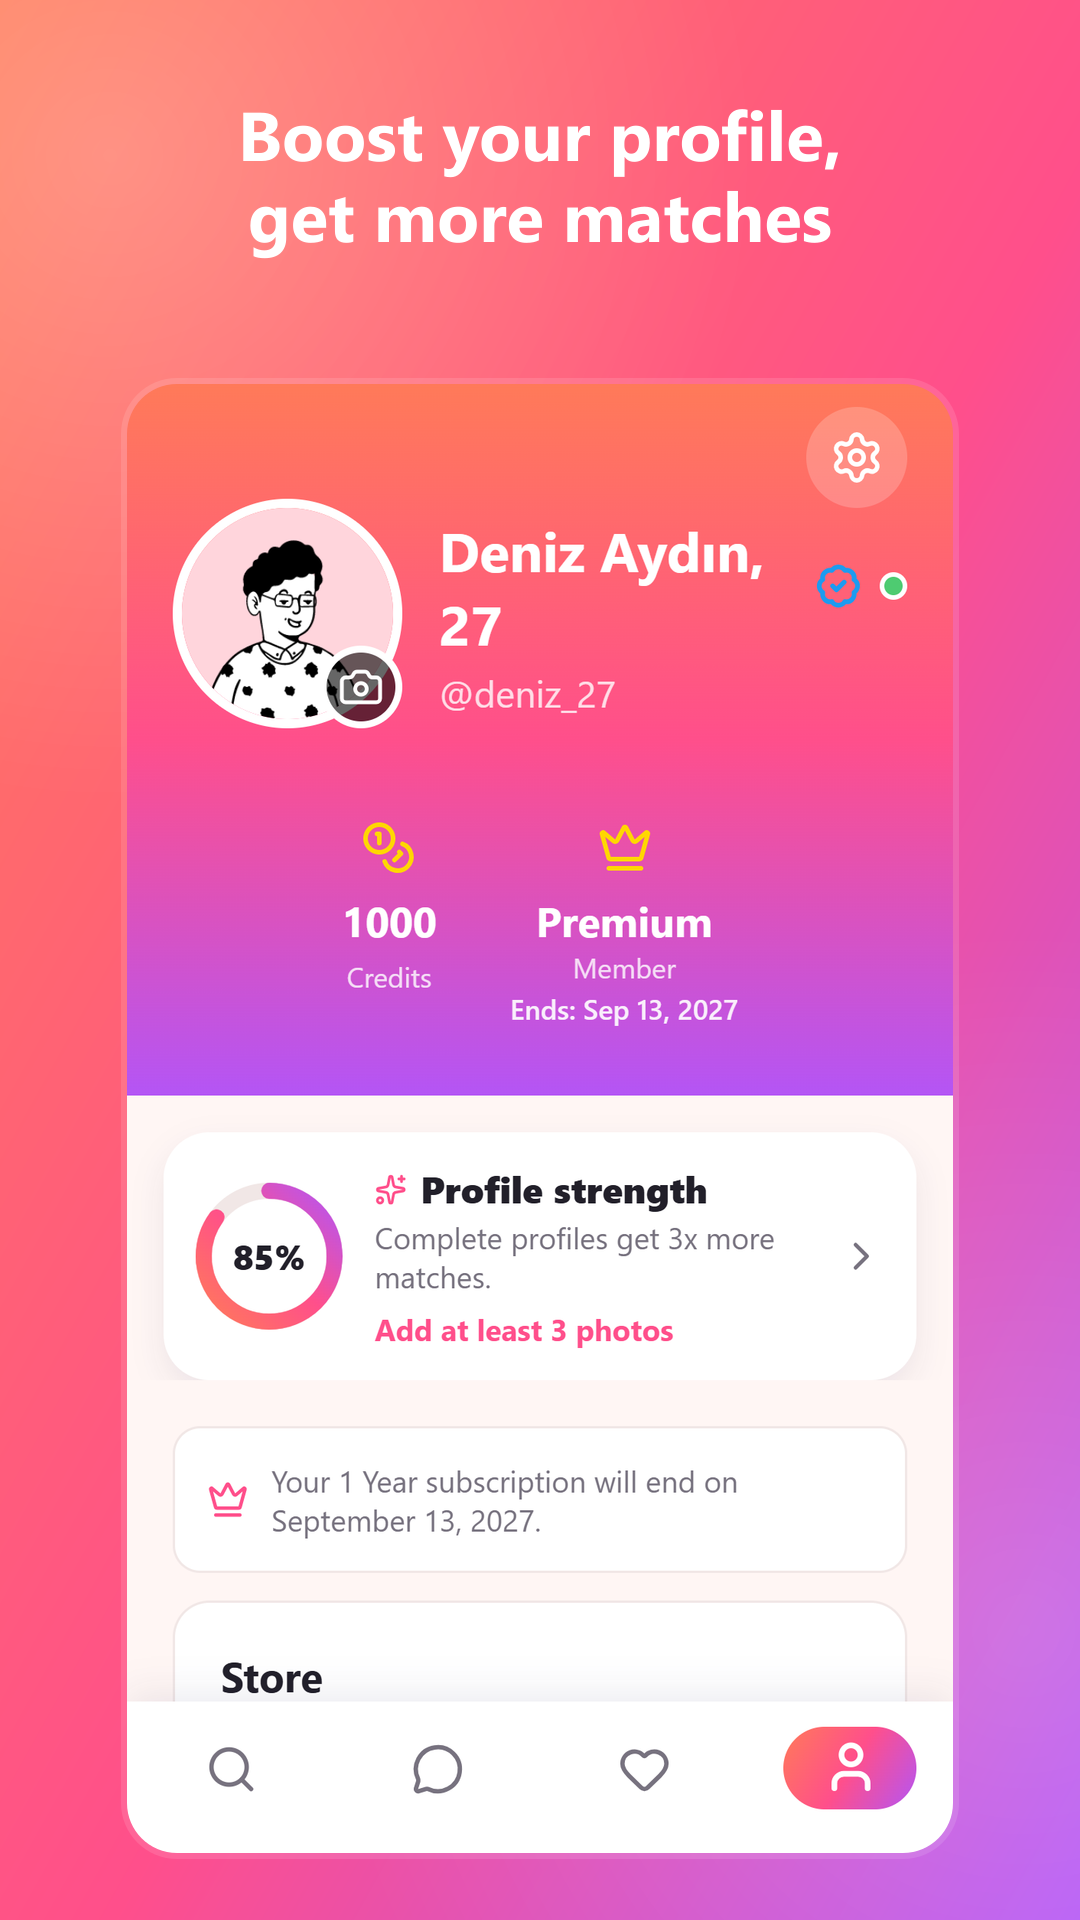 Boost your profile,
get more matches
Deniz Aydın,
27
@deniz_27
1000
Credits
Premium
Member
Ends: Sep 13, 2027
85%
Profile strength
Complete profiles get 3x more
matches.
Add at least 3 photos
Your 1 Year subscription will end on
September 13, 2027.
Store